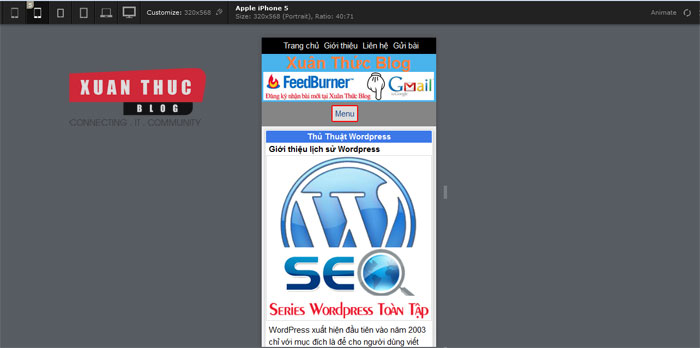 5
Customize: 320x568
Apple iPhone 5
Size: 320x568 (Portrait), Ratio: 40:71
Animate
XUAN THUC
BLOG
CONNECTING . IT . COMMUNITY
Trang chủ Giới thiệu Liên hệ Gửi bài
Xuân Thức Blog
FeedBurner™
Đăng ký nhận bài mới tại Xuân Thức Blog
Gmail
Menu
Thủ Thuật Wordpress
Giới thiệu lịch sử Wordpress
W
SEO
Series Wordpress Toàn Tập
WordPress xuất hiện đầu tiên vào năm 2003
chỉ với mục đích là để cho người dùng viết